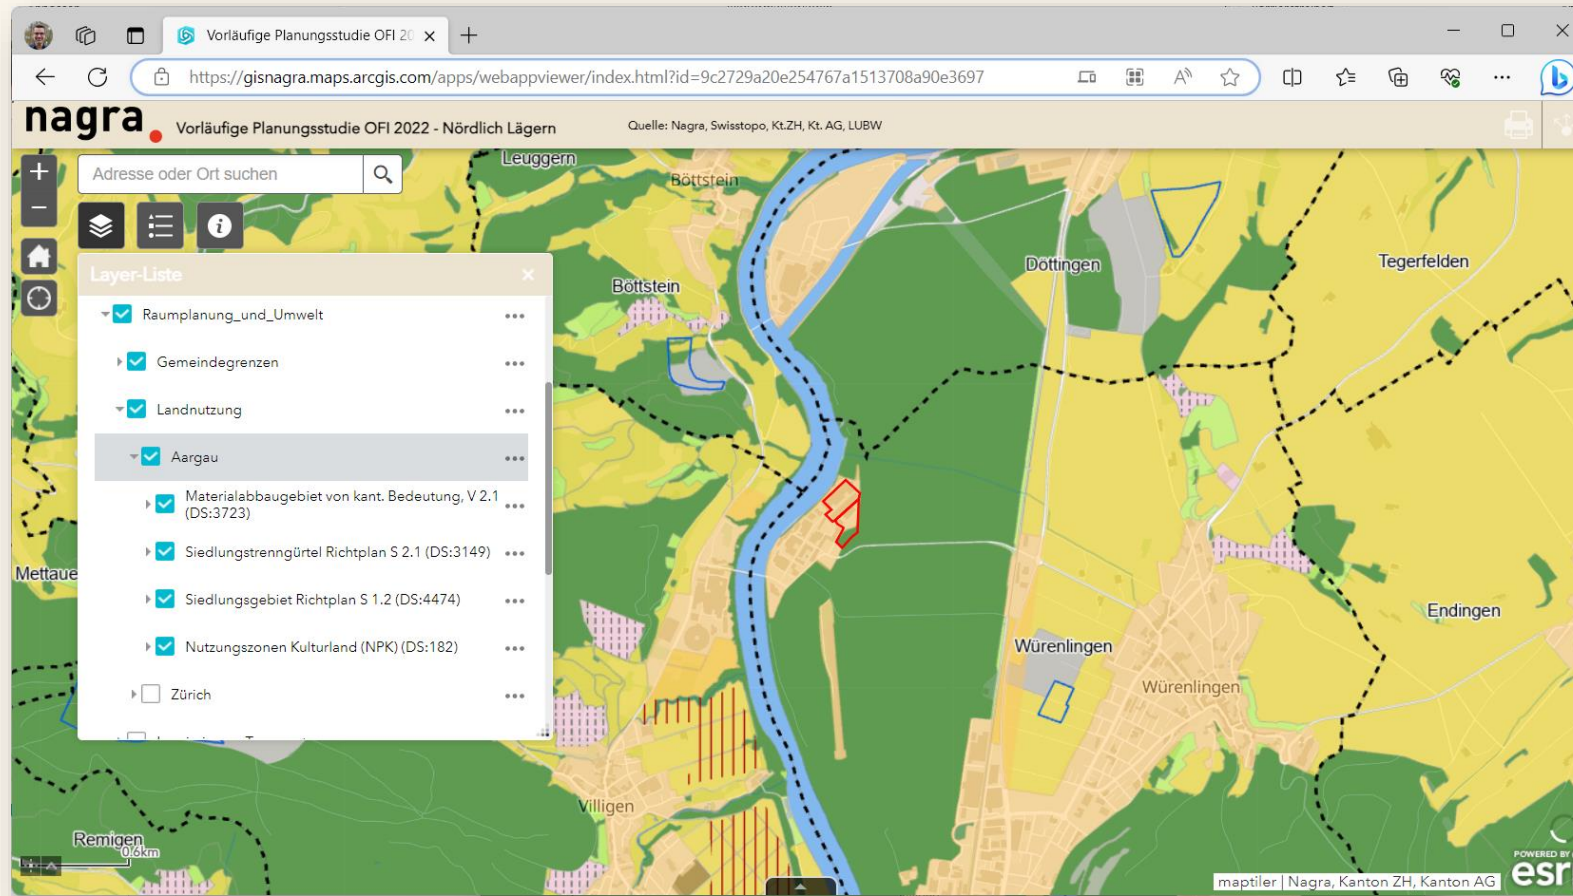 Vorläufige Planungsstudie OFI 20
https://gisnagra.maps.arcgis.com/apps/webappviewer/index.html?id=9c2729a20e254767a1513708a90e3697
nagra
Vorläufige Planungsstudie OFI 2022 - Nördlich Lägern
Quelle: Nagra, Swisstopo, Kt.ZH, Kt. AG, LUBW
Adresse oder Ort suchen
Leuggern
Böttstein
Layer-Liste
Döttingen
Tegerfelden
Böttstein
Raumplanung_und_Umwelt
Gemeindegrenzen
Landnutzung
Aargau
Materialabbaugebiet von kant. Bedeutung, V 2.1
(DS:3723)
Siedlungstrenngürtel Richtplan S 2.1 (DS:3149)
Mettaue
Siedlungsgebiet Richtplan S 1.2 (DS:4474)
Endingen
Nutzungszonen Kulturland (NPK) (DS:182)
Würenlingen
Würenlingen
Zürich
Villigen
Remigen
0.6km
POWERED BY
esr
maptiler | Nagra, Kanton ZH, Kanton AG